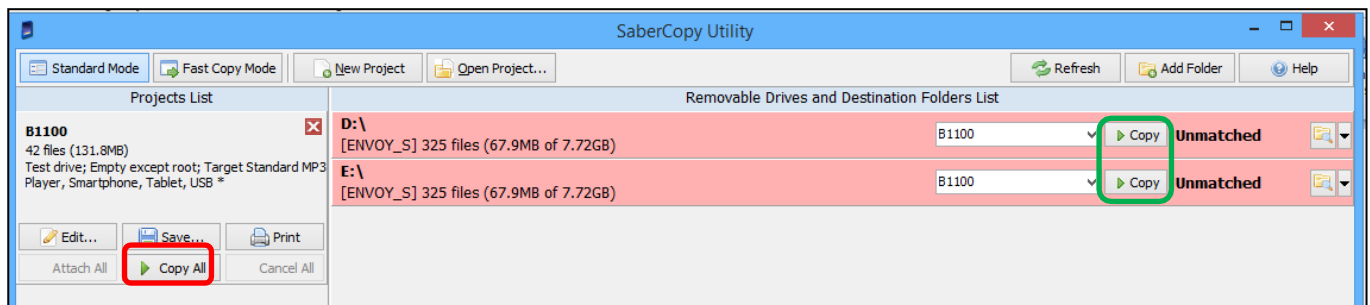 SaberCopy Utility
Standard Mode Fast Copy Mode New Project Open Project... Refresh Add Folder Help
Projects List Removable Drives and Destination Folders List
B1100
42 files (131.8MB)
Test drive; Empty except root; Target Standard MP3
Player, Smartphone, Tablet, USB *
D:\
[ENVOY_S] 325 files (67.9MB of 7.72GB)
B1100 Copy Unmatched
E:\
[ENVOY_S] 325 files (67.9MB of 7.72GB)
B1100 Copy Unmatched
Edit... Save... Print
Attach All Copy All Cancel All